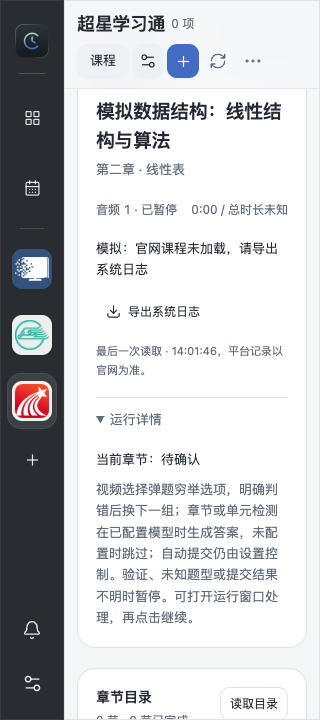 超星学习通 0 项
课程
模拟数据结构：线性结
构与算法
第二章 · 线性表
音频 1 · 已暂停 0:00 / 总时长未知
模拟：官网课程未加载，请导出
系统日志
导出系统日志
最后一次读取 · 14:01:46，平台记录以
官网为准。
▼ 运行详情
当前章节：待确认
视频选择弹题穷举选项，明确判
错后换下一组；章节或单元检测
在已配置模型时生成答案，未配
置时跳过；自动提交仍由设置控
制。验证、未知题型或提交结果
不明时暂停。可打开运行窗口处
理，再点击继续。
章节目录
读取目录